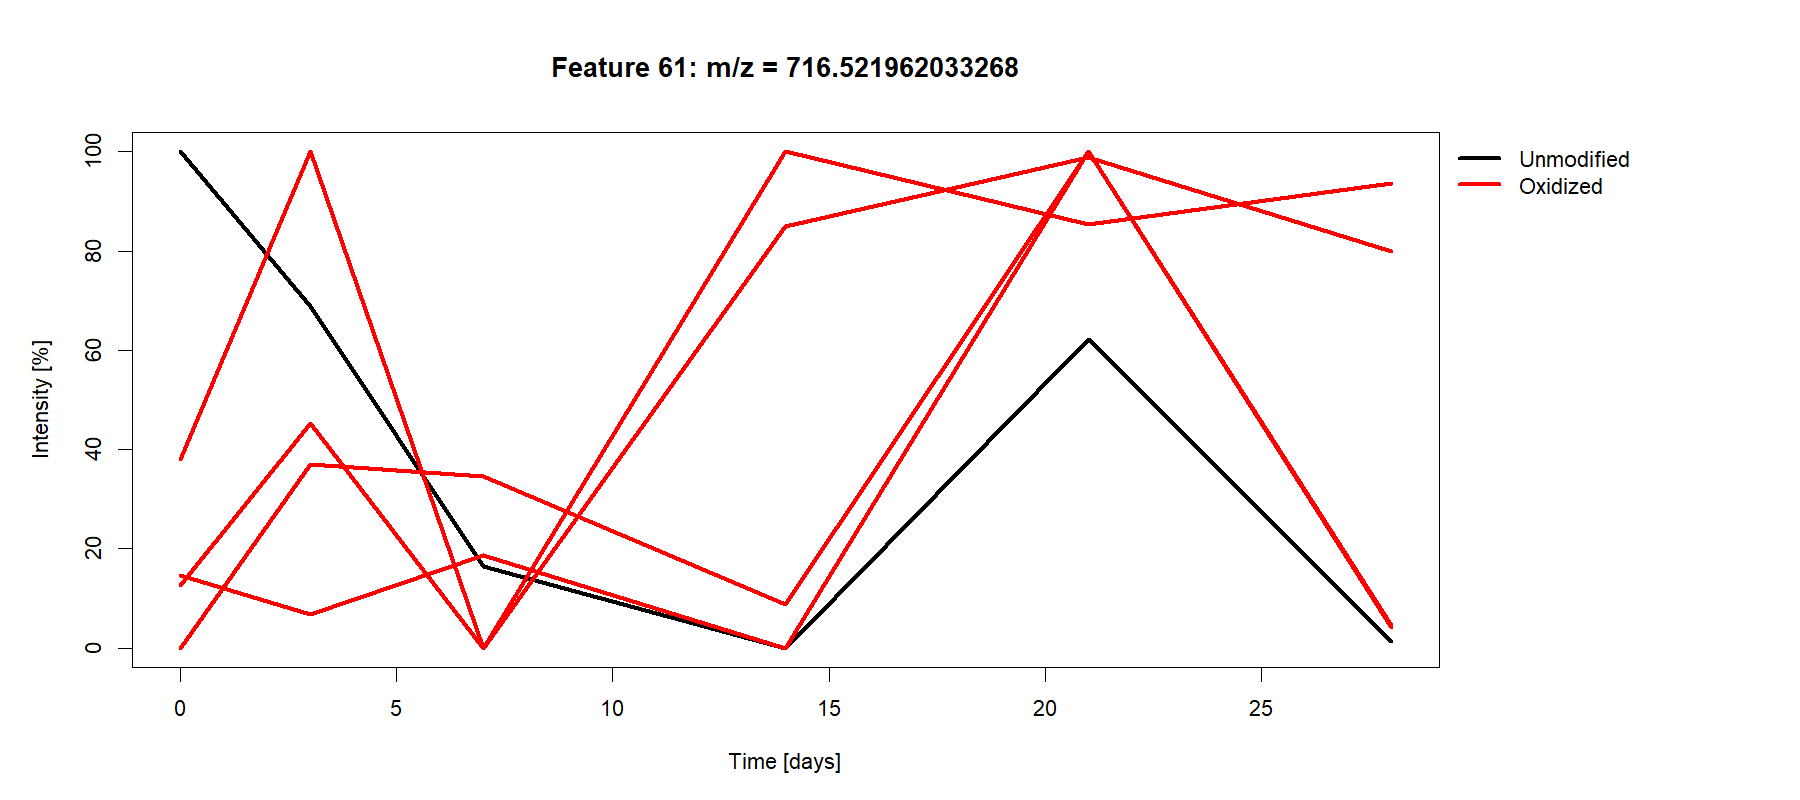 Feature 61: m/z = 716.521962033268
Unmodified
Oxidized
Intensity [%]
100
80
60
40
20
0
0 5 10 15 20 25
Time [days]